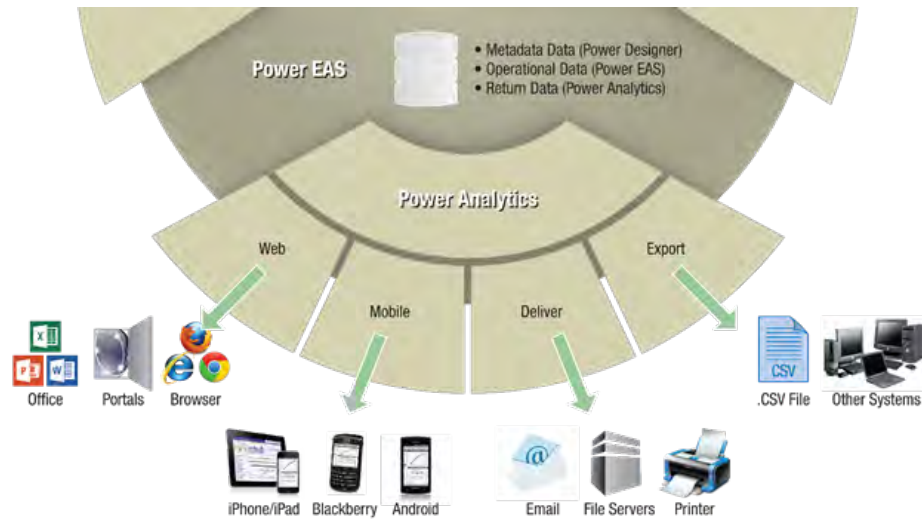 Power EAS
• Metadata Data (Power Designer)
• Operational Data (Power EAS)
• Return Data (Power Analytics)
Power Analytics
Web
Mobile
Deliver
Export
Office
Portals
Browser
CSV
.CSV File
Other Systems
iPhone/iPad
Blackberry
Android
@
Email
File Servers
Printer